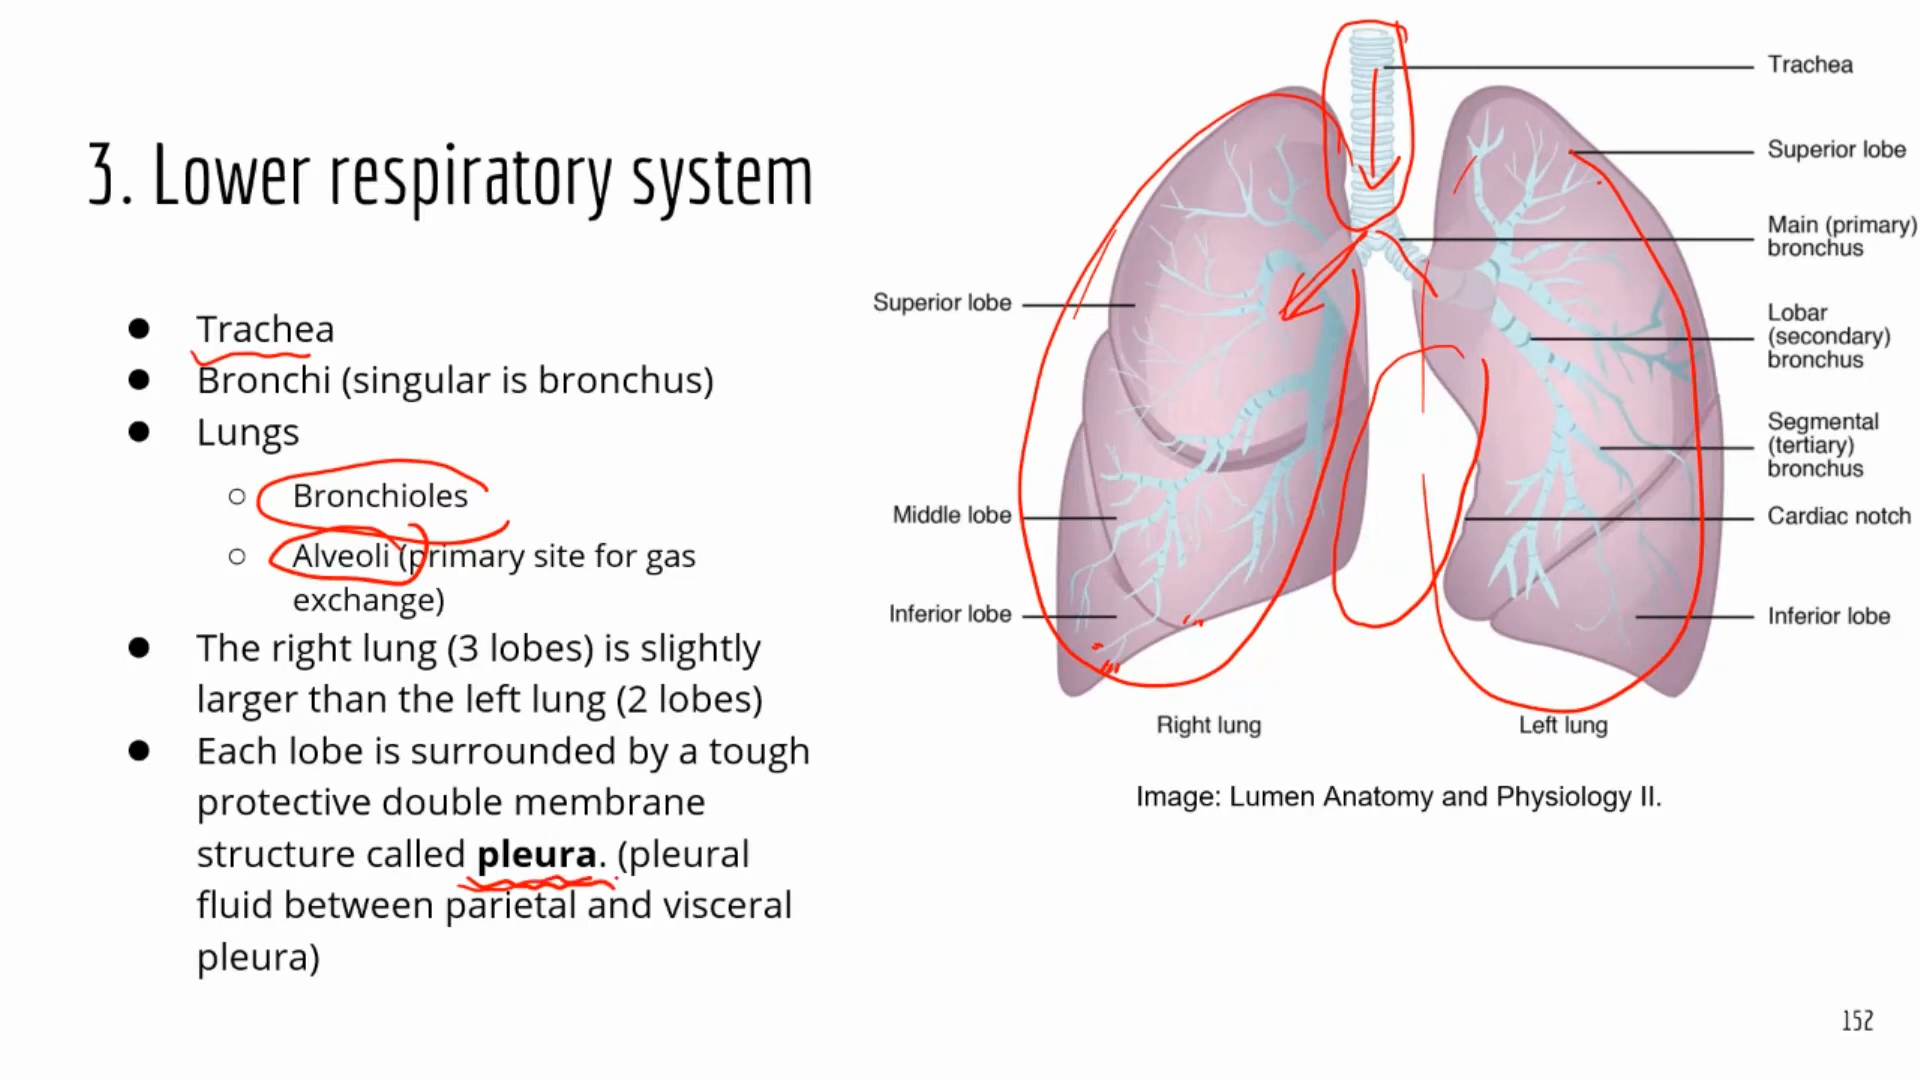 3. Lower respiratory system
● Trachea
● Bronchi (singular is bronchus)
● Lungs
○ Bronchioles
○ Alveoli (primary site for gas
exchange)
● The right lung (3 lobes) is slightly
larger than the left lung (2 lobes)
● Each lobe is surrounded by a tough
protective double membrane
structure called pleura. (pleural
fluid between parietal and visceral
pleura)
Superior lobe
Middle lobe
Inferior lobe
Trachea
Superior lobe
Main (primary)
bronchus
Lobar
(secondary)
bronchus
Segmental
(tertiary)
bronchus
Cardiac notch
Inferior lobe
Right lung
Left lung
Image: Lumen Anatomy and Physiology II.
152